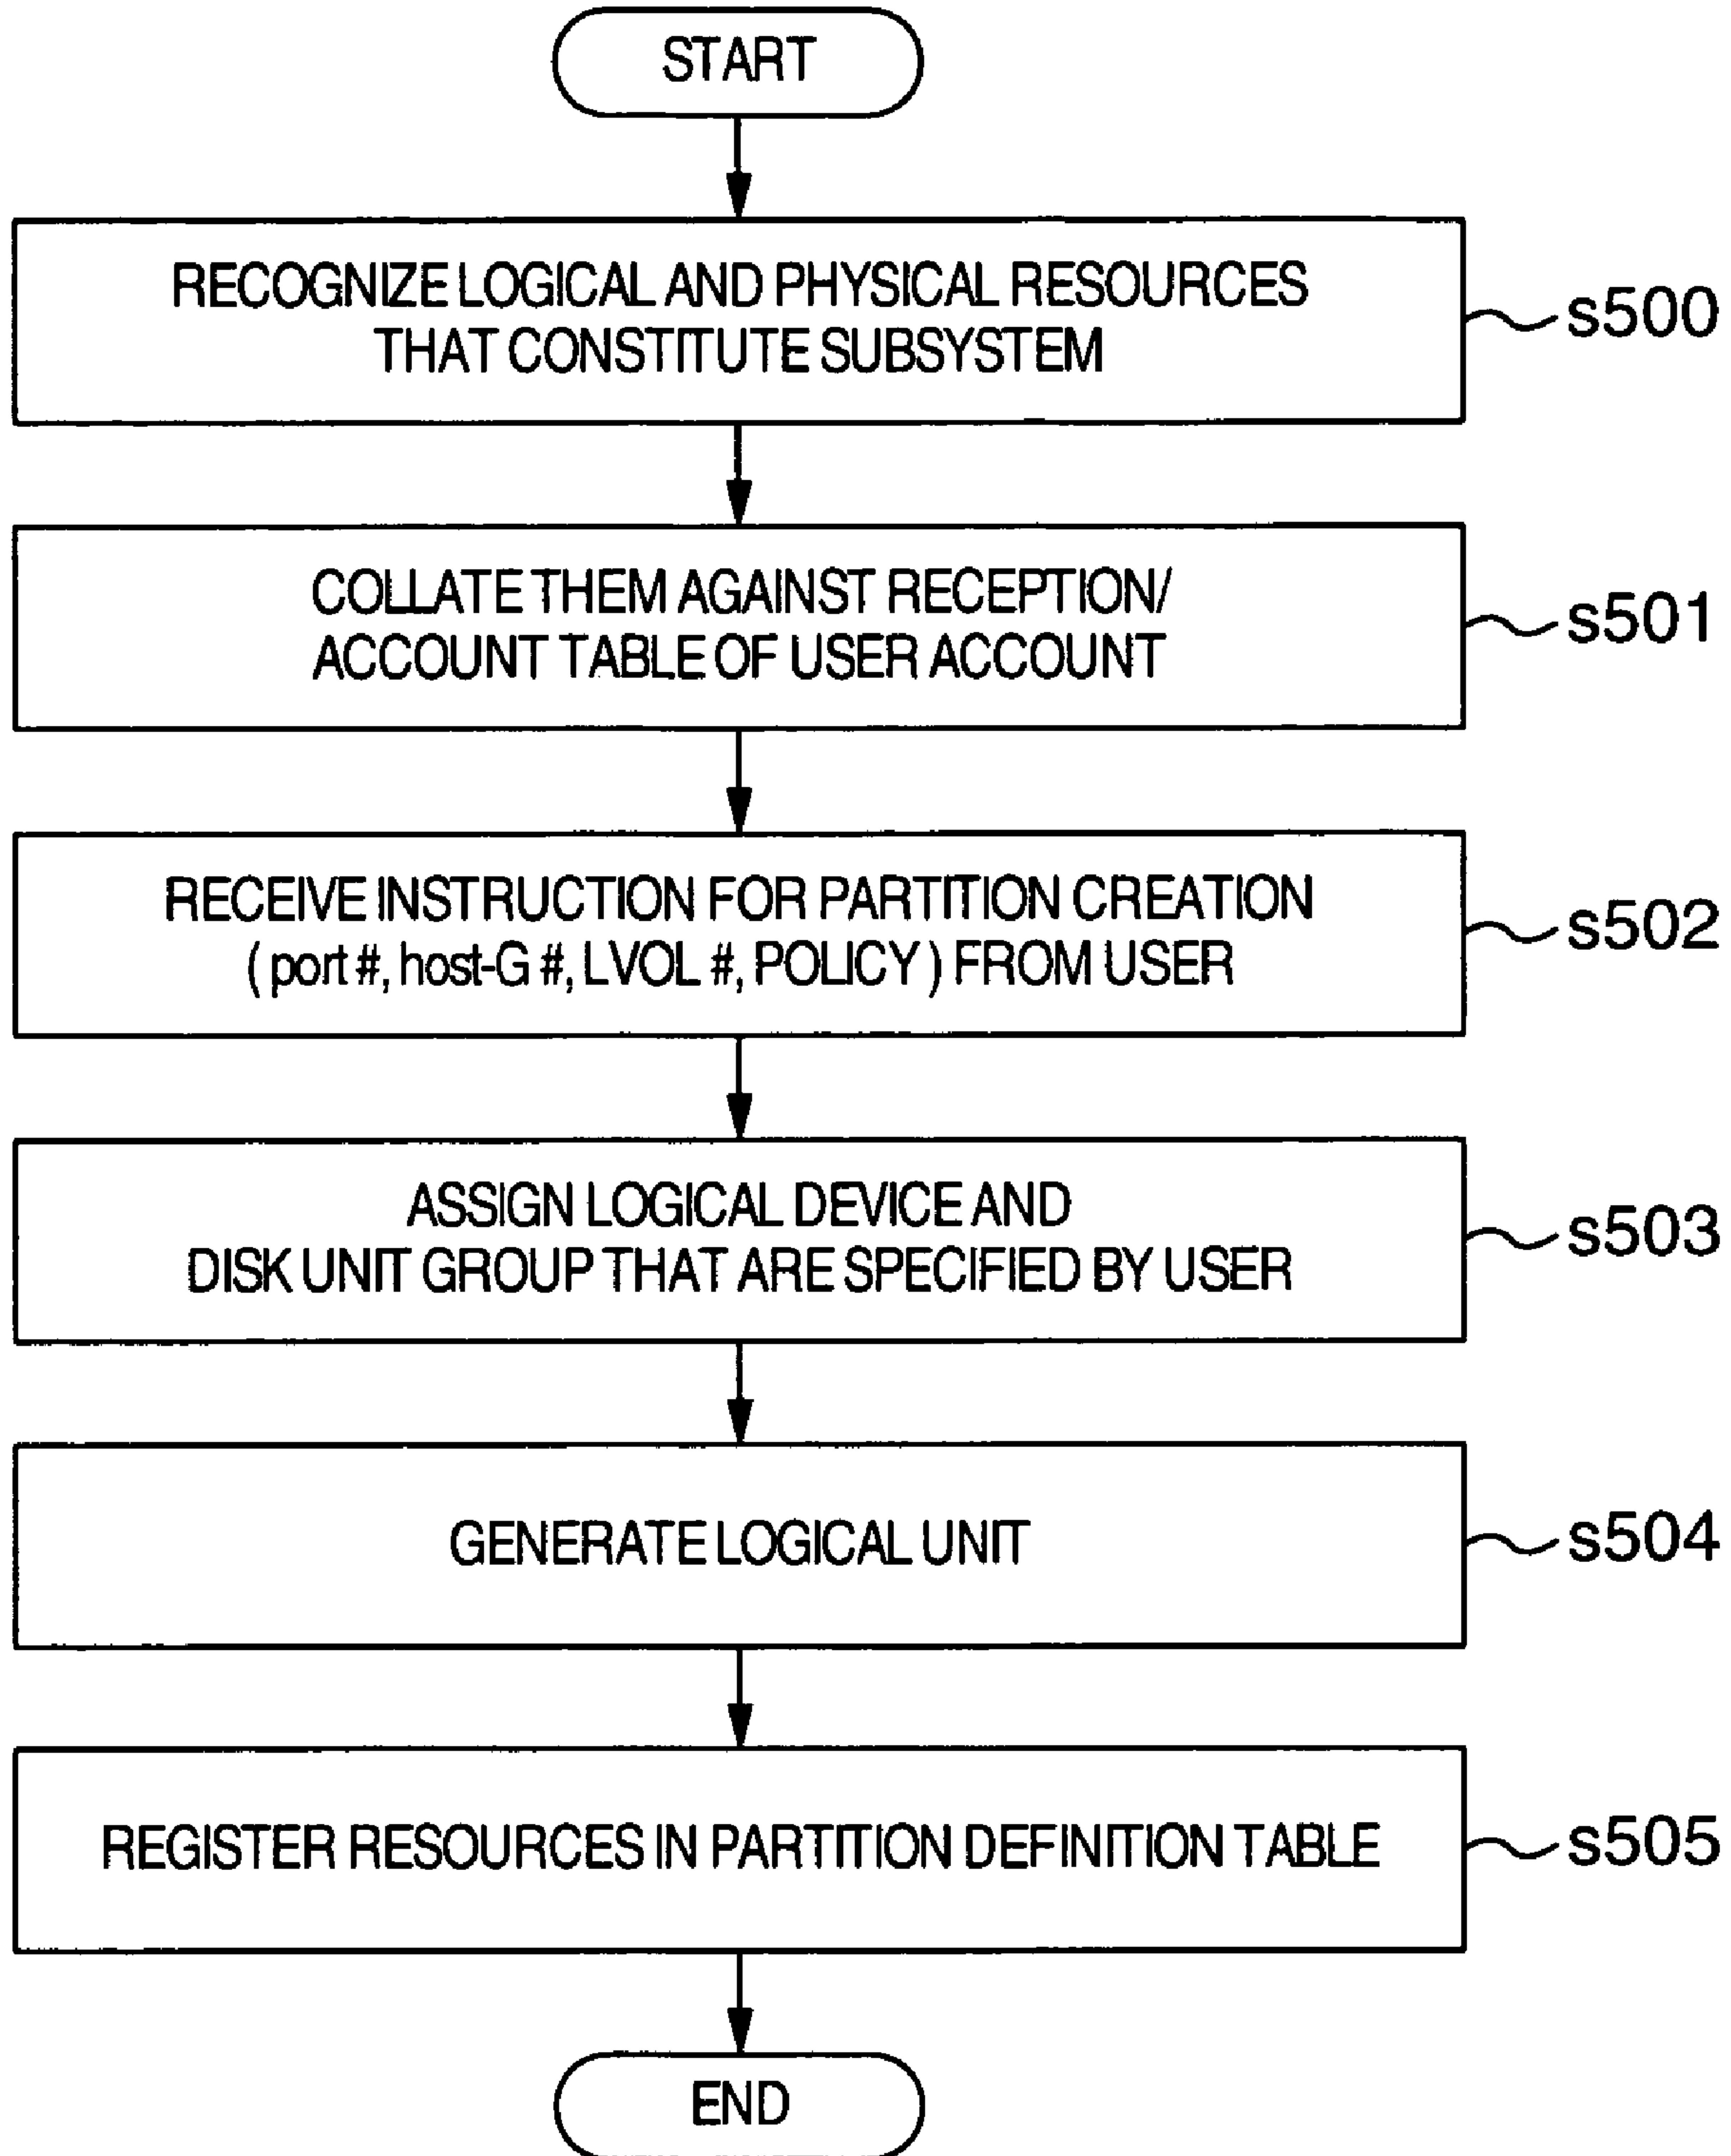 START
RECOGNIZE LOGICAL AND PHYSICAL RESOURCES
THAT CONSTITUTE SUBSYSTEM
s500
COLLATE THEM AGAINST RECEPTION/
ACCOUNT TABLE OF USER ACCOUNT
s501
RECEIVE INSTRUCTION FOR PARTITION CREATION
( port #, host-G #, LVOL #, POLICY ) FROM USER
s502
ASSIGN LOGICAL DEVICE AND
DISK UNIT GROUP THAT ARE SPECIFIED BY USER
s503
GENERATE LOGICAL UNIT
s504
REGISTER RESOURCES IN PARTITION DEFINITION TABLE
s505
END